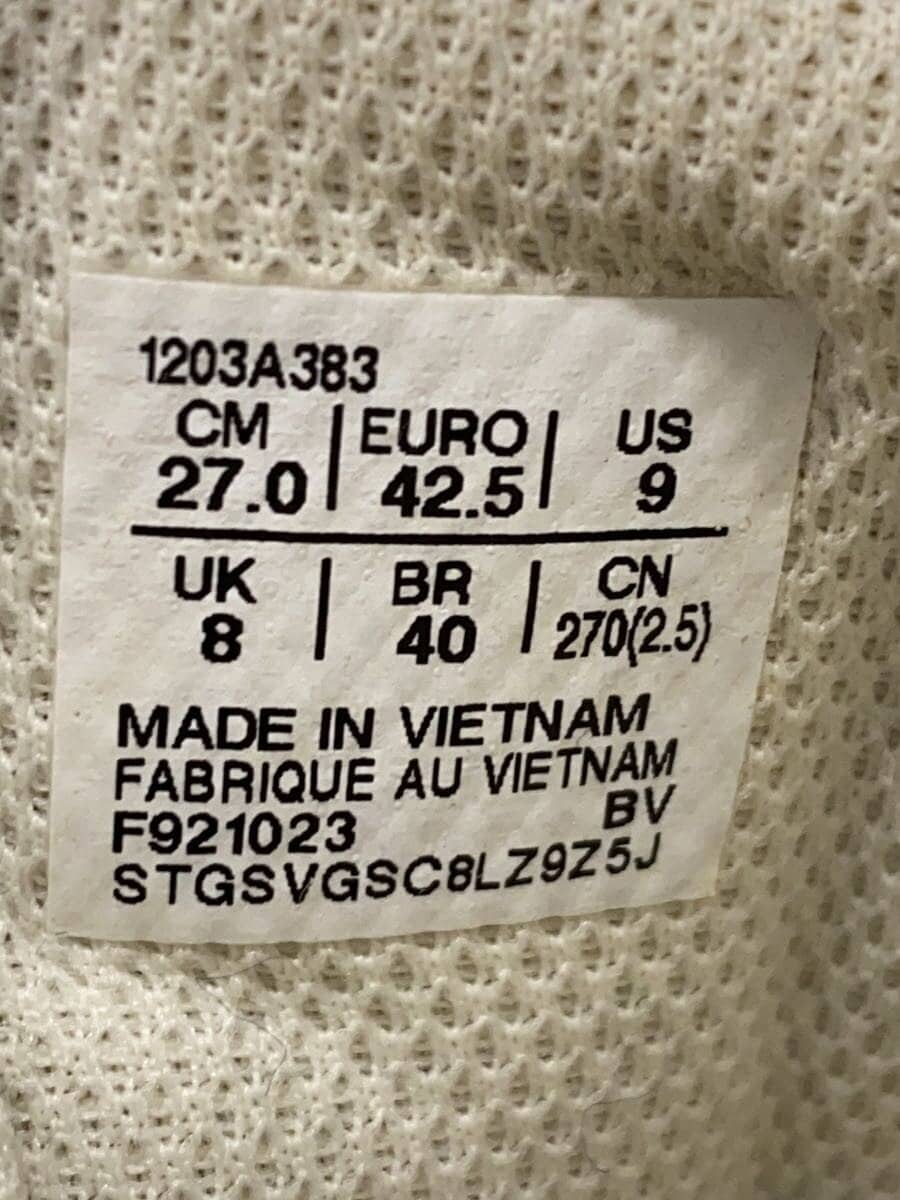 1203A383
CM | EURO | US
27.0 | 42.5 | 9
UK | BR | CN
8 | 40 | 270(2.5)
MADE IN VIETNAM
FABRIQUE AU VIETNAM
BV
F921023
STGSVGSC8LZ9Z5J